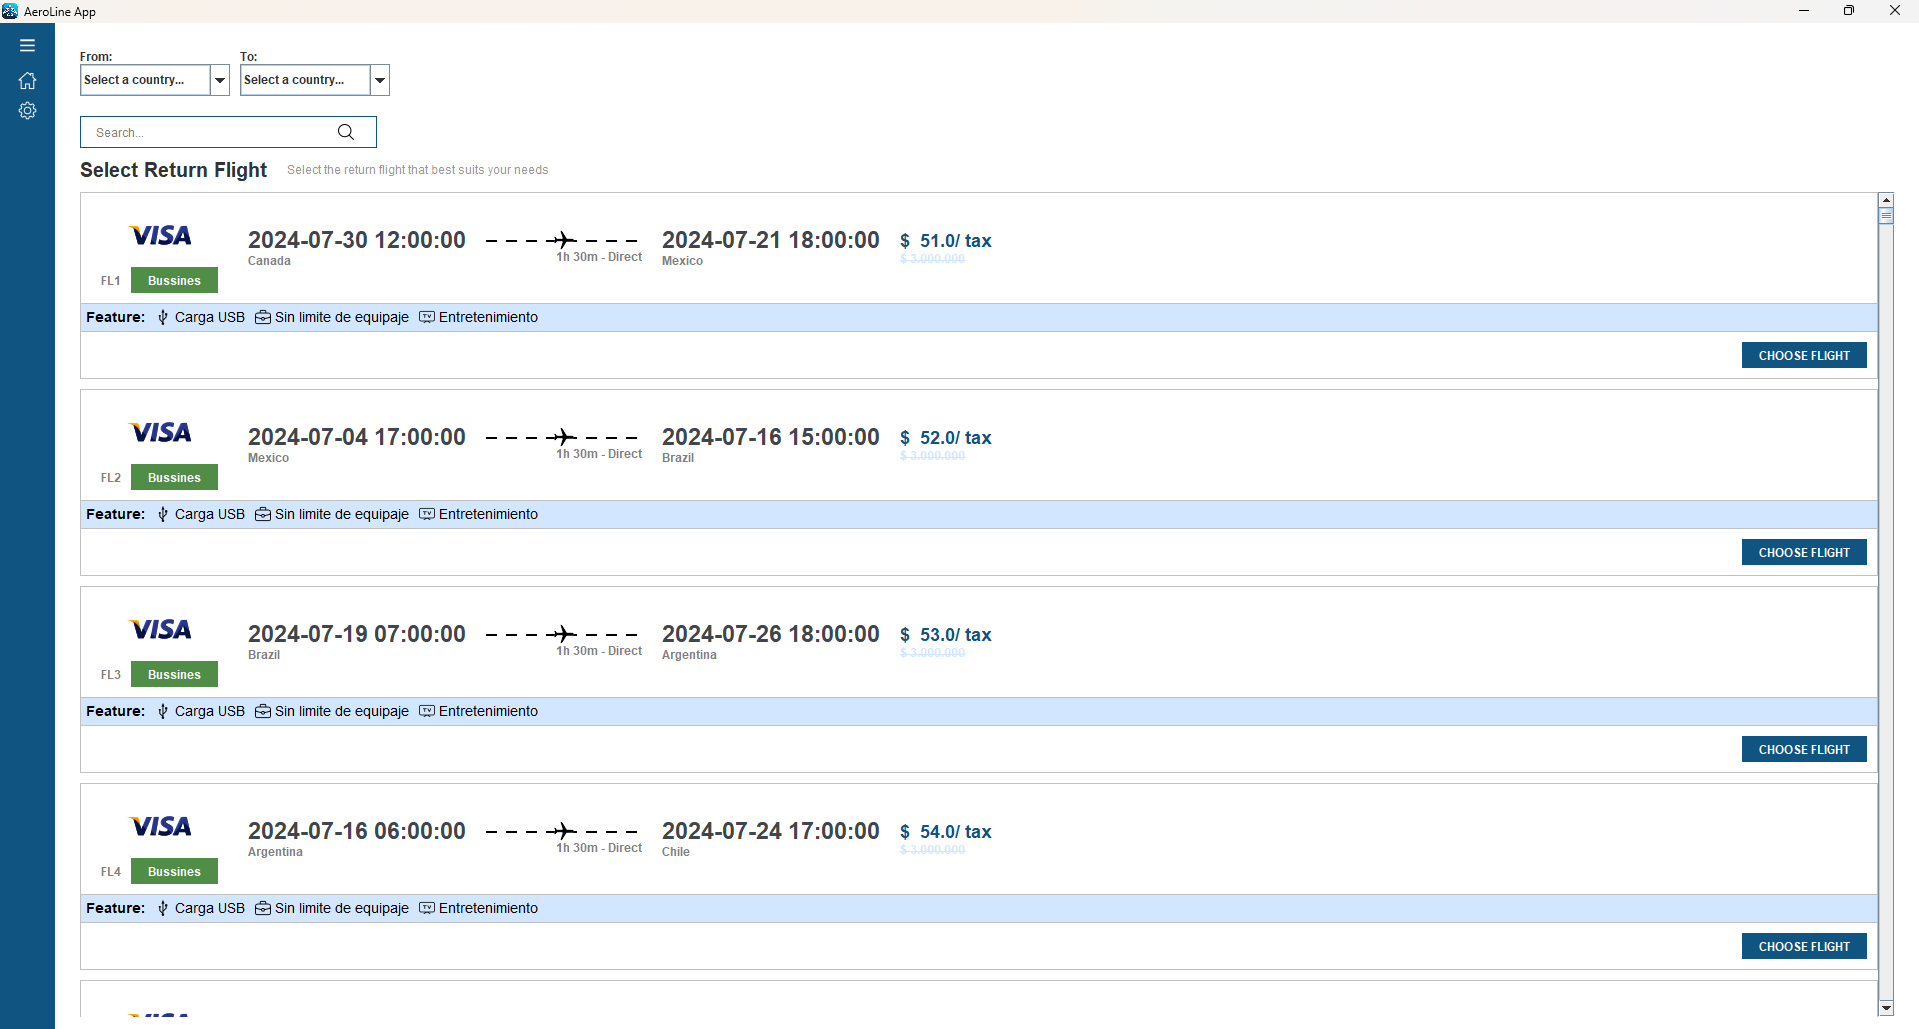 AeroLine App
From:
To:
Select a country...
Select a country...
Search...
Select Return Flight
Select the return flight that best suits your needs
VISA
2024-07-30 12:00:00
2024-07-21 18:00:00
$ 51.0/ tax
Canada
1h 30m - Direct
Mexico
$ 3.000.000
FL1
Bussines
Feature: Carga USB Sin limite de equipaje TV Entretenimiento
CHOOSE FLIGHT
VISA
2024-07-04 17:00:00
2024-07-16 15:00:00
$ 52.0/ tax
Mexico
1h 30m - Direct
Brazil
$ 3.000.000
FL2
Bussines
Feature: Carga USB Sin limite de equipaje TV Entretenimiento
CHOOSE FLIGHT
VISA
2024-07-19 07:00:00
2024-07-26 18:00:00
$ 53.0/ tax
Brazil
1h 30m - Direct
Argentina
$ 3.000.000
FL3
Bussines
Feature: Carga USB Sin limite de equipaje TV Entretenimiento
CHOOSE FLIGHT
VISA
2024-07-16 06:00:00
2024-07-24 17:00:00
$ 54.0/ tax
Argentina
1h 30m - Direct
Chile
$ 3.000.000
FL4
Bussines
Feature: Carga USB Sin limite de equipaje TV Entretenimiento
CHOOSE FLIGHT